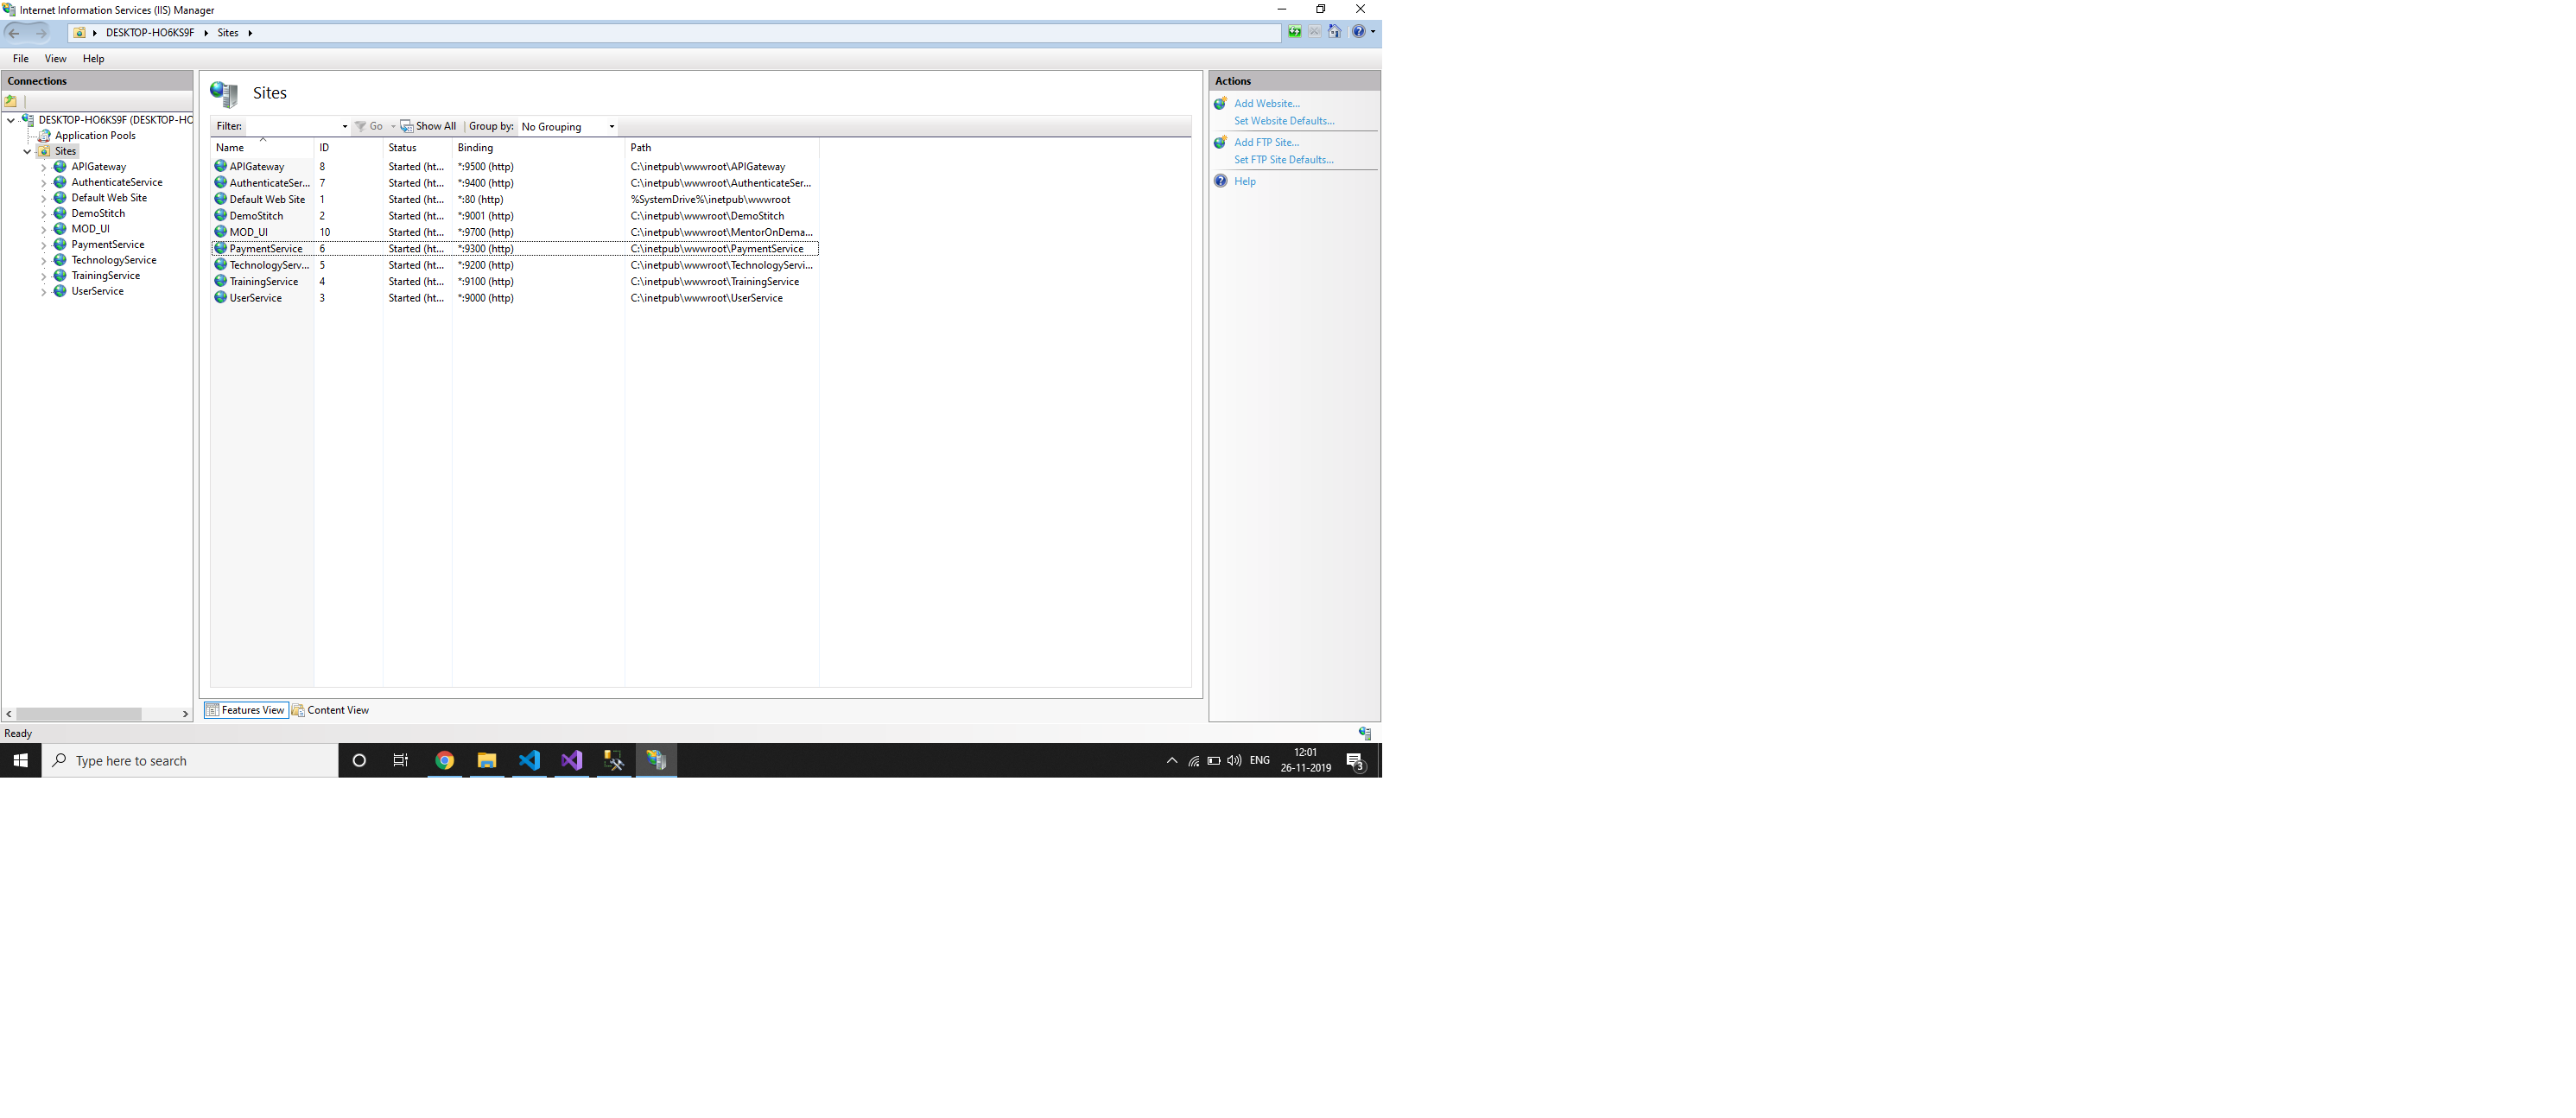 Internet Information Services (IIS) Manager
DESKTOP-HO6KS9F Sites
File View Help
Connections
DESKTOP-HO6KS9F (DESKTOP-HO
Application Pools
Sites
APIGateway
AuthenticateService
Default Web Site
DemoStitch
MOD_UI
PaymentService
TechnologyService
TrainingService
UserService
Sites
Filter: Go Show All Group by: No Grouping
Name ID Status Binding Path
APIGateway 8 Started (ht... *:9500 (http) C:\inetpub\wwwroot\APIGateway
AuthenticateSer... 7 Started (ht... *:9400 (http) C:\inetpub\wwwroot\AuthenticateSer...
Default Web Site 1 Started (ht... *:80 (http) %SystemDrive%\inetpub\wwwroot
DemoStitch 2 Started (ht... *:9001 (http) C:\inetpub\wwwroot\DemoStitch
MOD_UI 10 Started (ht... *:9700 (http) C:\inetpub\wwwroot\MentorOnDema...
PaymentService 6 Started (ht... *:9300 (http) C:\inetpub\wwwroot\PaymentService
TechnologyServ... 5 Started (ht... *:9200 (http) C:\inetpub\wwwroot\TechnologyServi...
TrainingService 4 Started (ht... *:9100 (http) C:\inetpub\wwwroot\TrainingService
UserService 3 Started (ht... *:9000 (http) C:\inetpub\wwwroot\UserService
Features View Content View
Actions
Add Website...
Set Website Defaults...
Add FTP Site...
Set FTP Site Defaults...
Help
Ready
Type here to search
ENG
12:01
26-11-2019
3